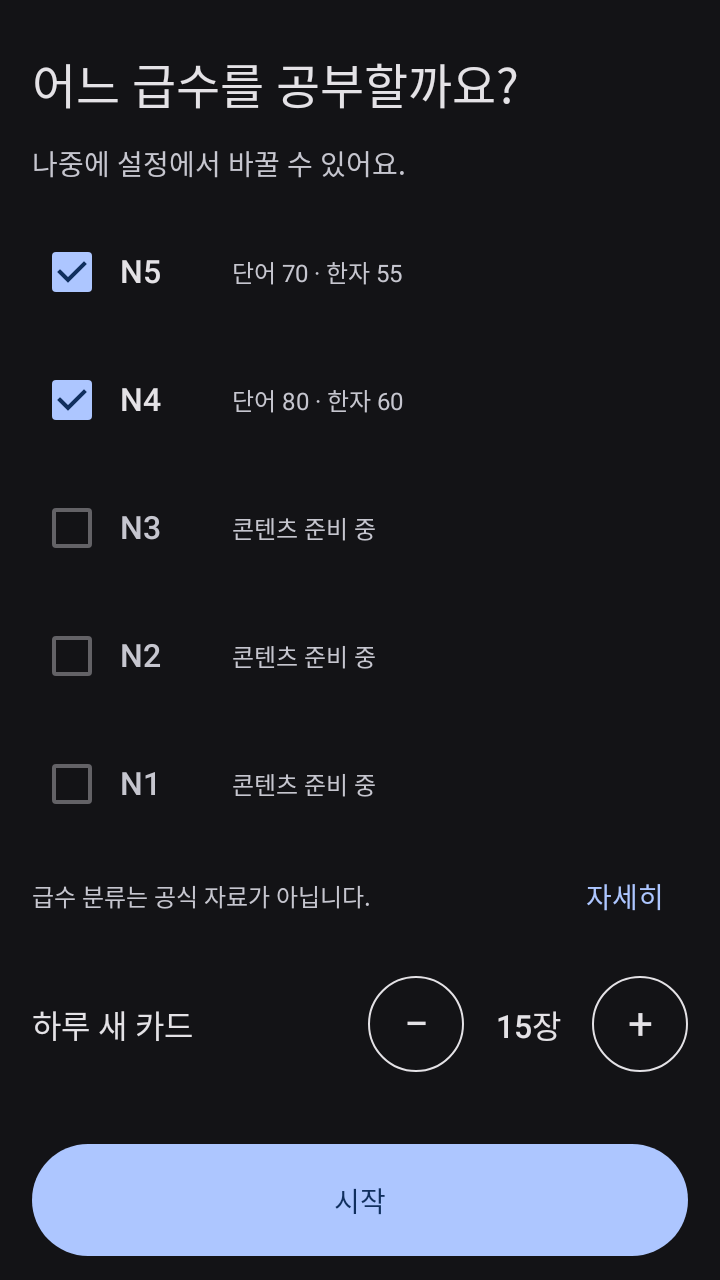 어느 급수를 공부할까요?
나중에 설정에서 바꿀 수 있어요.
N5 단어 70 · 한자 55
N4 단어 80 · 한자 60
N3 콘텐츠 준비 중
N2 콘텐츠 준비 중
N1 콘텐츠 준비 중
급수 분류는 공식 자료가 아닙니다. 자세히
하루 새 카드 − 15장 +
시작